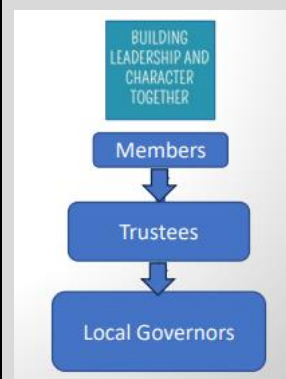 BUILDING
LEADERSHIP AND
CHARACTER
TOGETHER
Members
Trustees
Local Governors